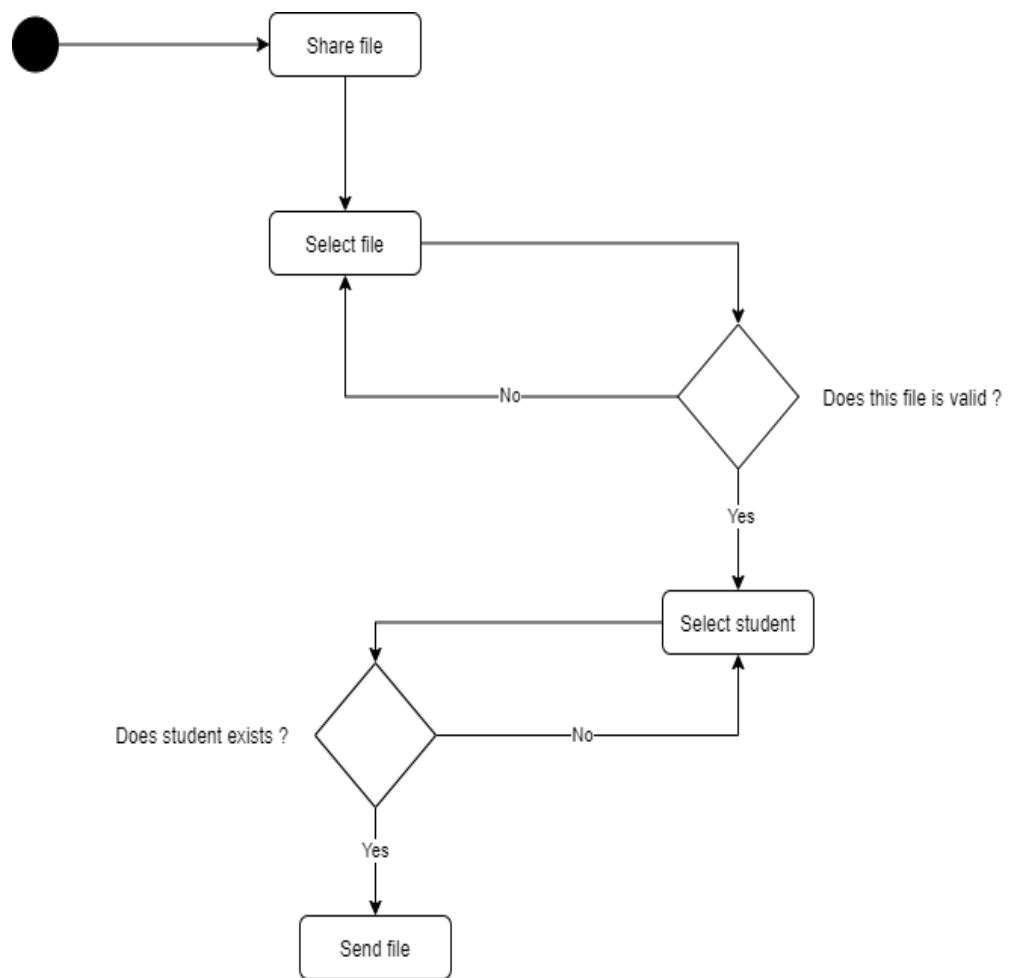 Share file
Select file
No
Does this file is valid ?
Yes
Select student
Does student exists ?
No
Yes
Send file